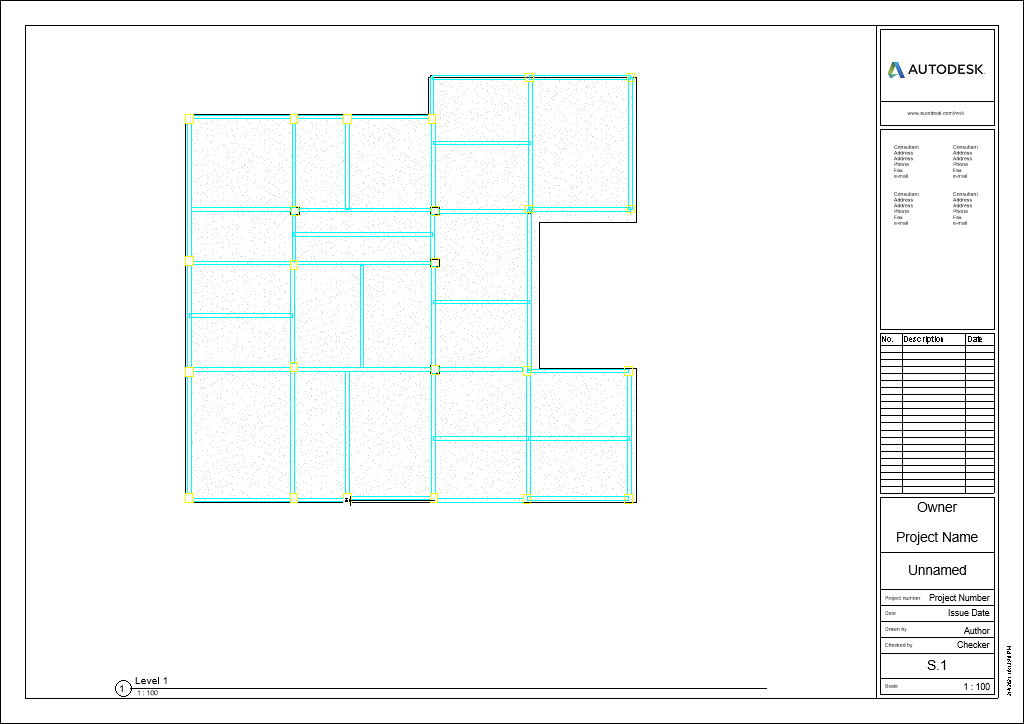 AUTODESK.
www.autodesk.com/revit
Consultant
Address
Address
Phone
Fax
e-mail
Consultant
Address
Address
Phone
Fax
e-mail
Consultant
Address
Address
Phone
Fax
e-mail
Consultant
Address
Address
Phone
Fax
e-mail
No. Description Date
Owner
Project Name
Unnamed
Project number Project Number
Date Issue Date
Drawn by Author
Checked by Checker
S.1
Scale 1 : 100
1 Level 1
1 : 100